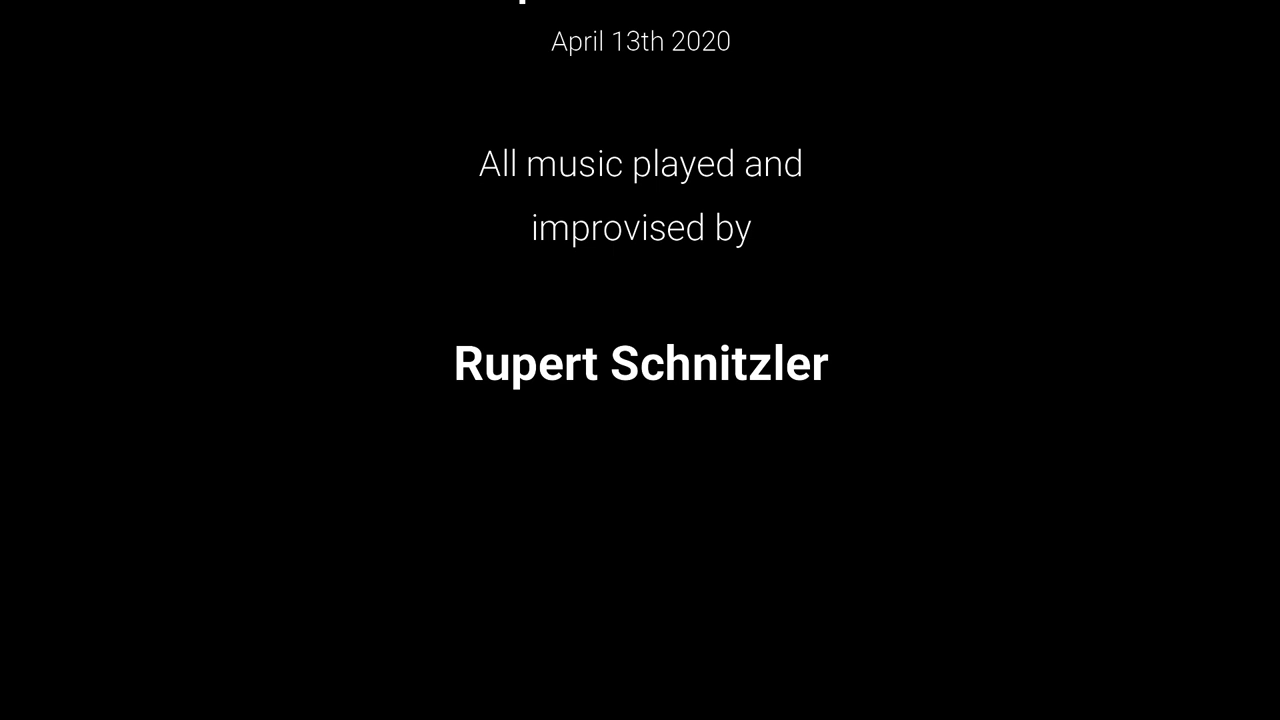 April 13th 2020
All music played and
improvised by
Rupert Schnitzler